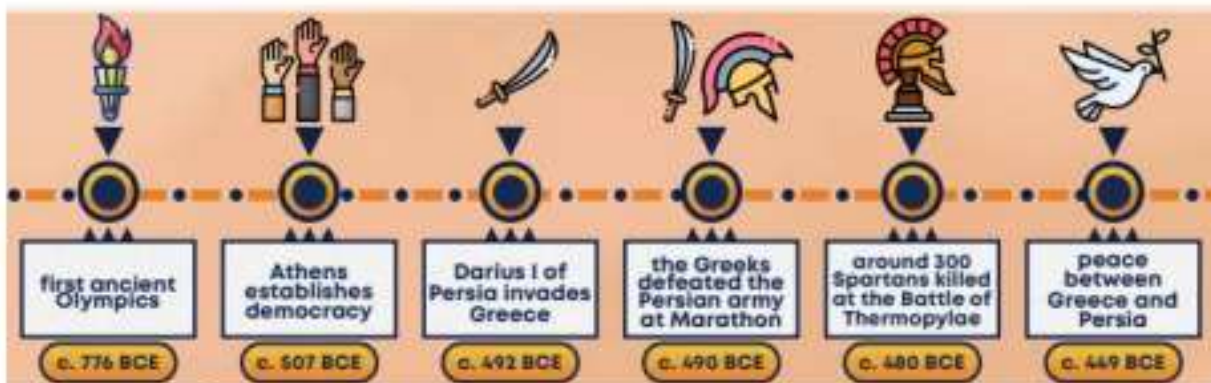 first ancient
Olympics
c. 776 BCE
Athens
establishes
democracy
c. 507 BCE
Darius I of
Persia invades
Greece
c. 492 BCE
the Greeks
defeated the
Persian army
at Marathon
c. 490 BCE
around 300
Spartans killed
at the Battle of
Thermopylae
c. 480 BCE
peace
between
Greece and
Persia
c. 449 BCE